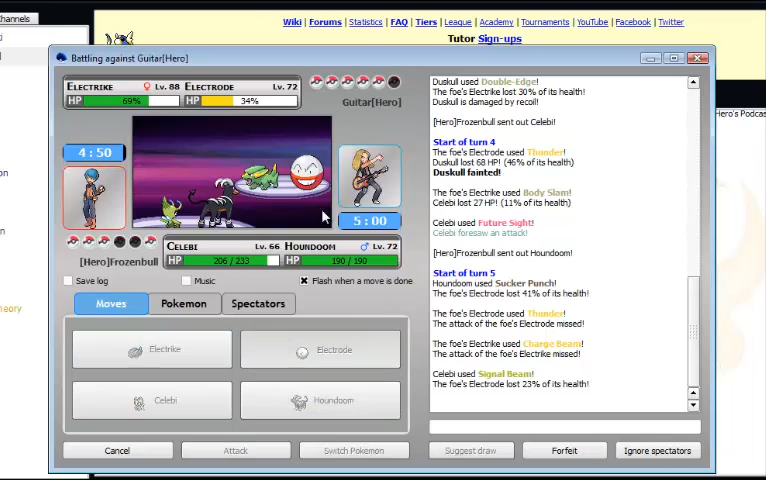 Channels
Wiki | Forums | Statistics | FAQ | Tiers | League | Academy | Tournaments | YouTube | Facebook | Twitter
Tutor Sign-ups
Battling against Guitar[Hero]
ELECTRIKE ♀ Lv. 88 ELECTRODE Lv. 72
HP 69% HP 34%
Guitar[Hero]
4:50
5:00
[Hero]Frozenbull
CELEBI Lv. 66 HOUNDOOM ♂ Lv. 72
HP 206 / 233 HP 190 / 190
Save log Music Flash when a move is done
Moves Pokemon Spectators
Electrike Electrode
Celebi Houndoom
Cancel Attack Switch Pokemon
Duskull used Double-Edge!
The foe's Electrike lost 30% of its health!
Duskull is damaged by recoil!
[Hero]Frozenbull sent out Celebi!
Start of turn 4
The foe's Electrode used Thunder!
Duskull lost 68 HP! (46% of its health)
Duskull fainted!
The foe's Electrike used Body Slam!
Celebi lost 27 HP! (11% of its health)
Celebi used Future Sight!
Celebi foresaw an attack!
[Hero]Frozenbull sent out Houndoom!
Start of turn 5
Houndoom used Sucker Punch!
The foe's Electrode lost 41% of its health!
The foe's Electrode used Thunder!
The attack of the foe's Electrode missed!
The foe's Electrike used Charge Beam!
The attack of the foe's Electrike missed!
Celebi used Signal Beam!
The foe's Electrode lost 23% of its health!
Suggest draw Forfeit Ignore spectators
Hero's Podcas
heory